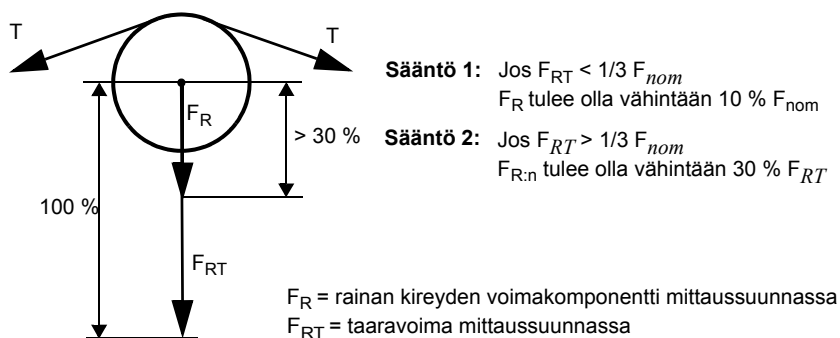 T
T
F_R
> 30 %
100 %
F_RT
Sääntö 1: Jos F_RT < 1/3 F_nom
F_R tulee olla vähintään 10 % F_nom
Sääntö 2: Jos F_RT > 1/3 F_nom
F_R:n tulee olla vähintään 30 % F_RT
F_R = rainan kireyden voimakomponentti mittaussuunnassa
F_RT = taaravoima mittaussuunnassa